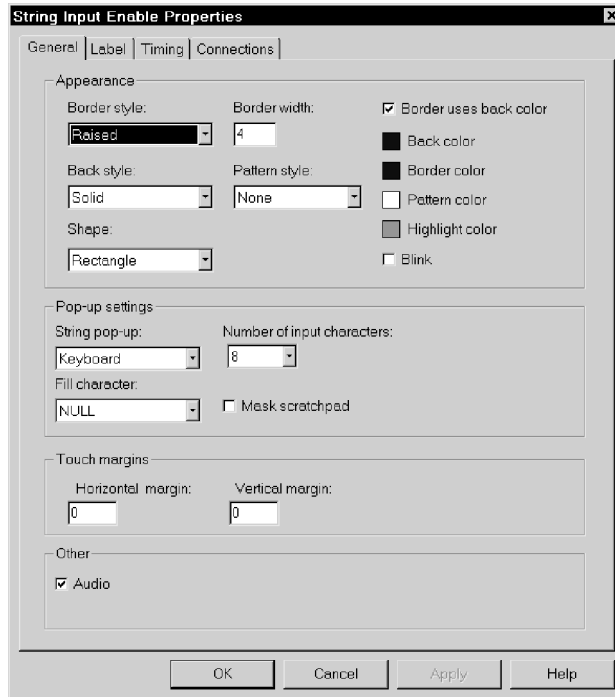 String Input Enable Properties
General Label Timing Connections
Appearance
Border style: Border width: Border uses back color
Raised 4 Back color
Back style: Pattern style: Border color
Solid None Pattern color
Shape: Highlight color
Rectangle Blink
Pop-up settings
String pop-up: Number of input characters:
Keyboard 8
Fill character:
NULL Mask scratchpad
Touch margins
Horizontal margin: Vertical margin:
0 0
Other
Audio
OK Cancel Apply Help